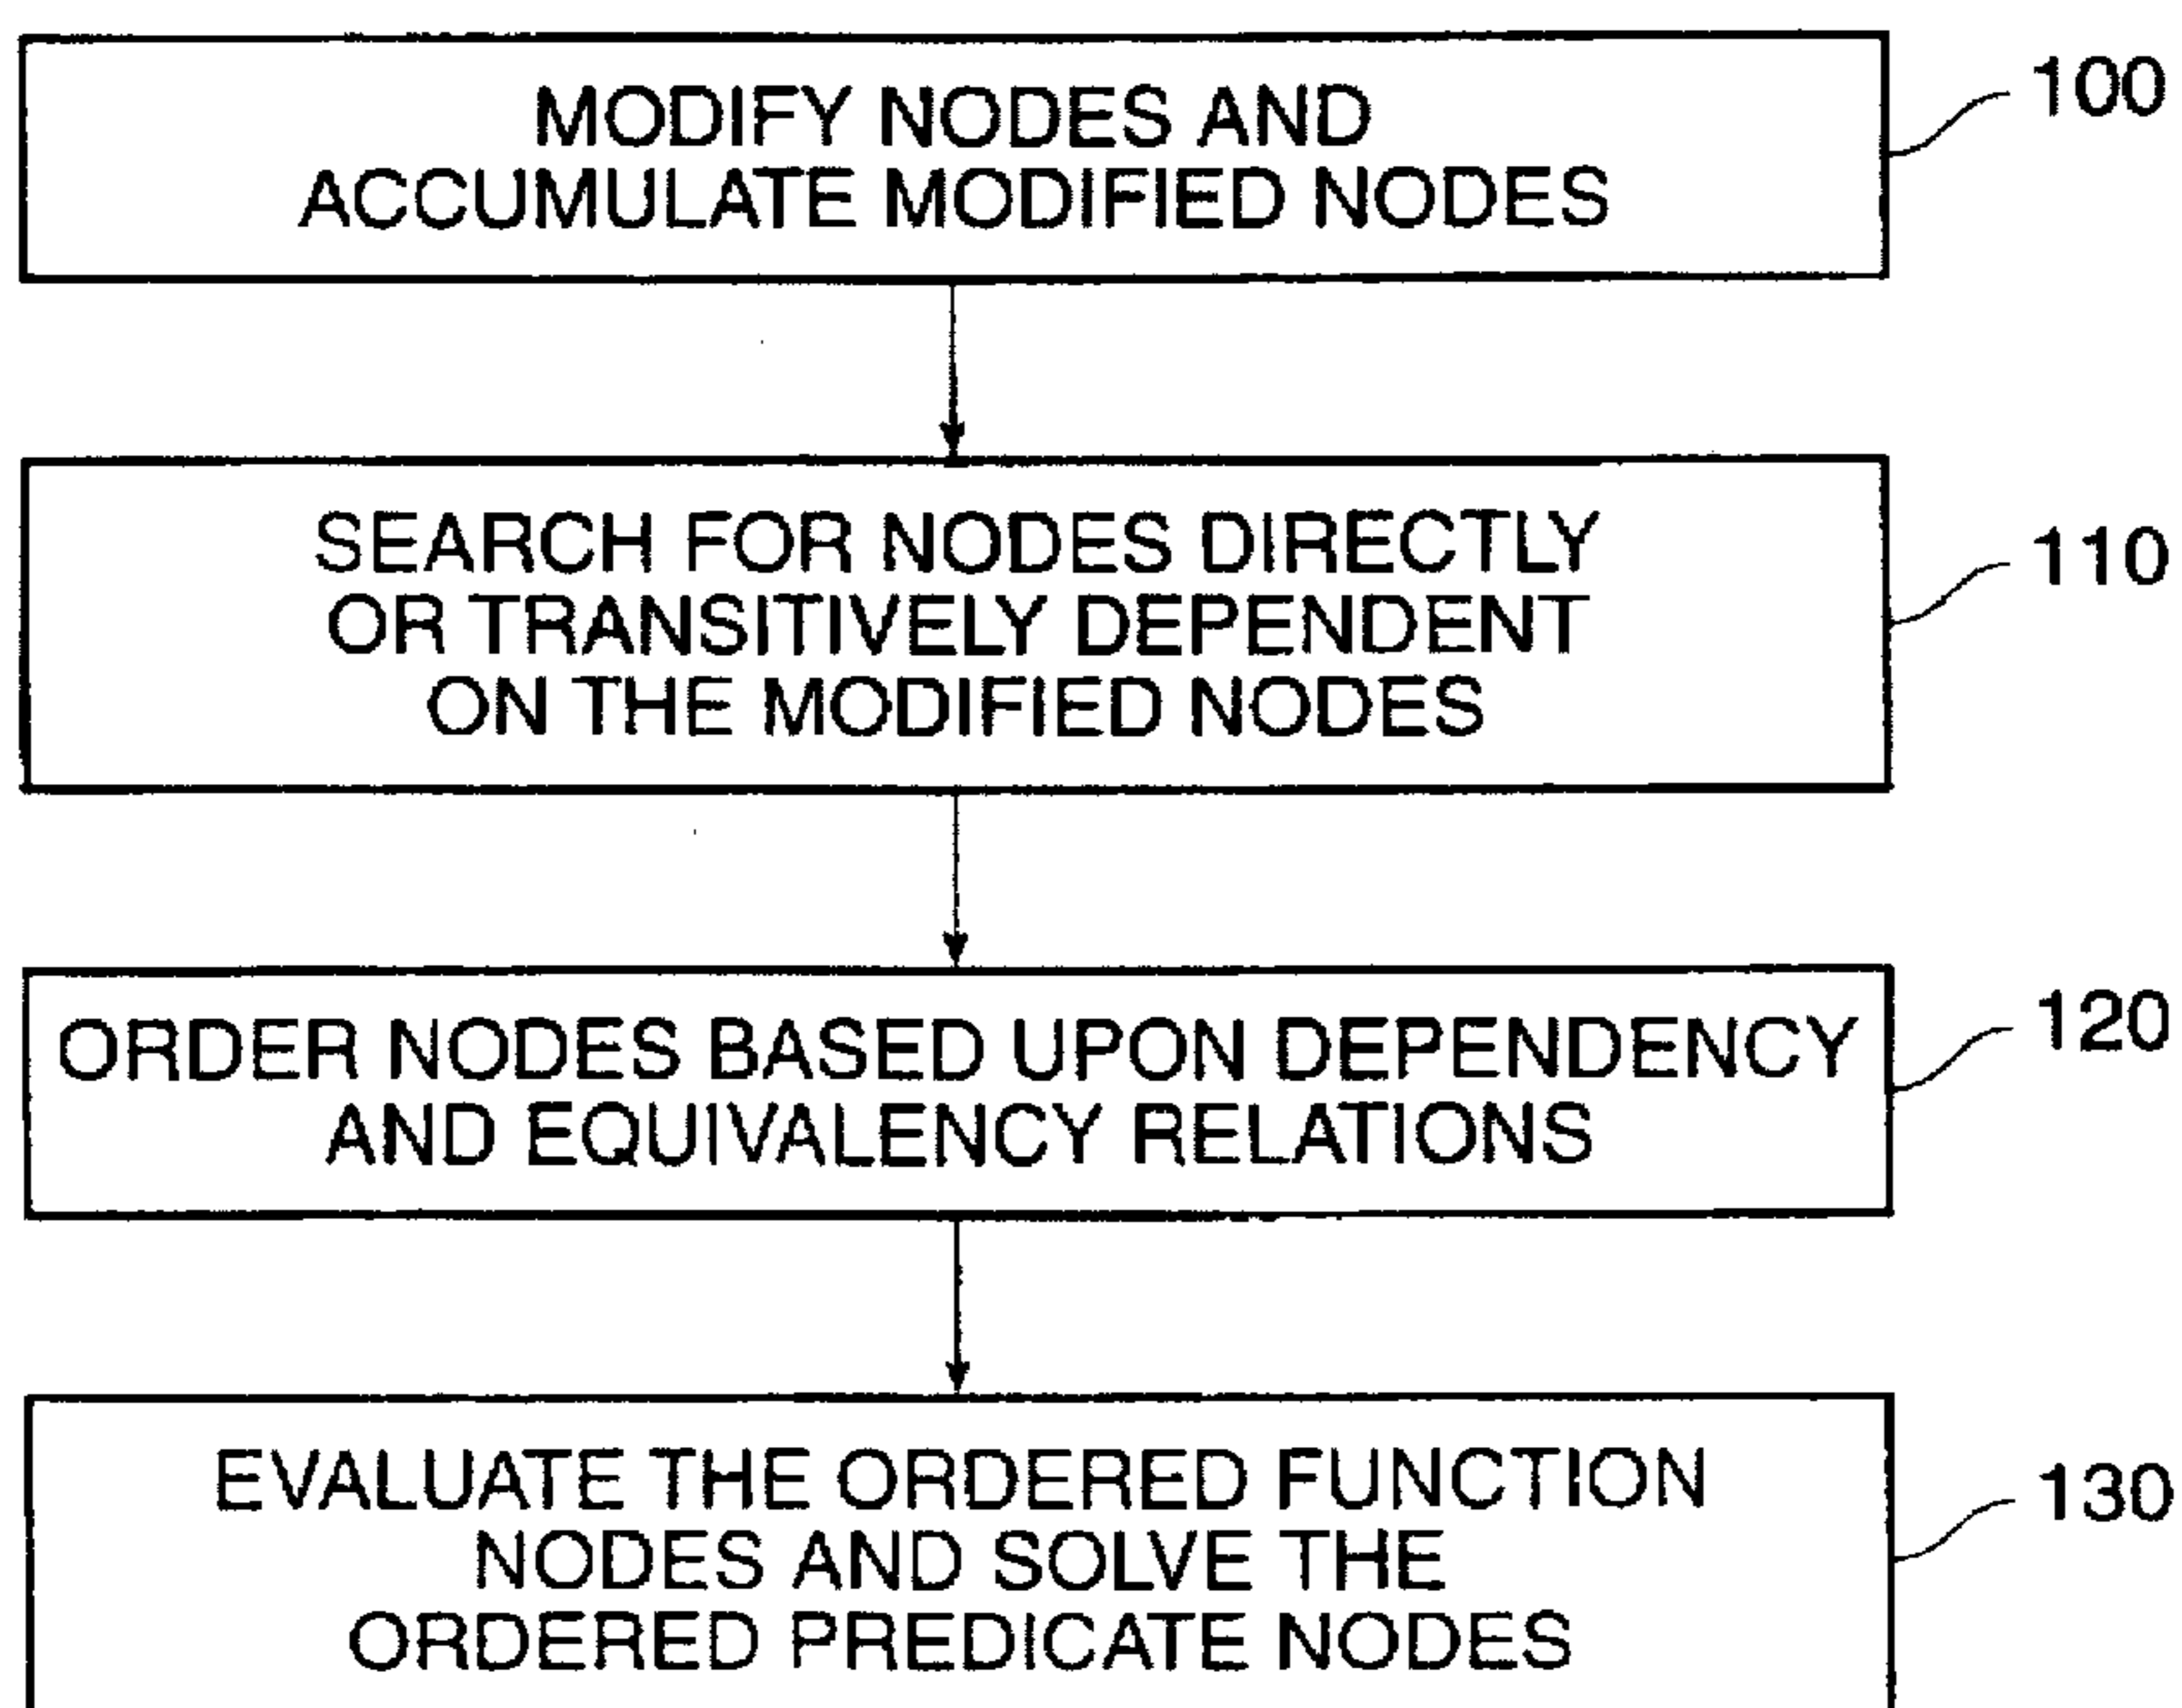 MODIFY NODES AND
ACCUMULATE MODIFIED NODES
100
SEARCH FOR NODES DIRECTLY
OR TRANSITIVELY DEPENDENT
ON THE MODIFIED NODES
110
ORDER NODES BASED UPON DEPENDENCY
AND EQUIVALENCY RELATIONS
120
EVALUATE THE ORDERED FUNCTION
NODES AND SOLVE THE
ORDERED PREDICATE NODES
130